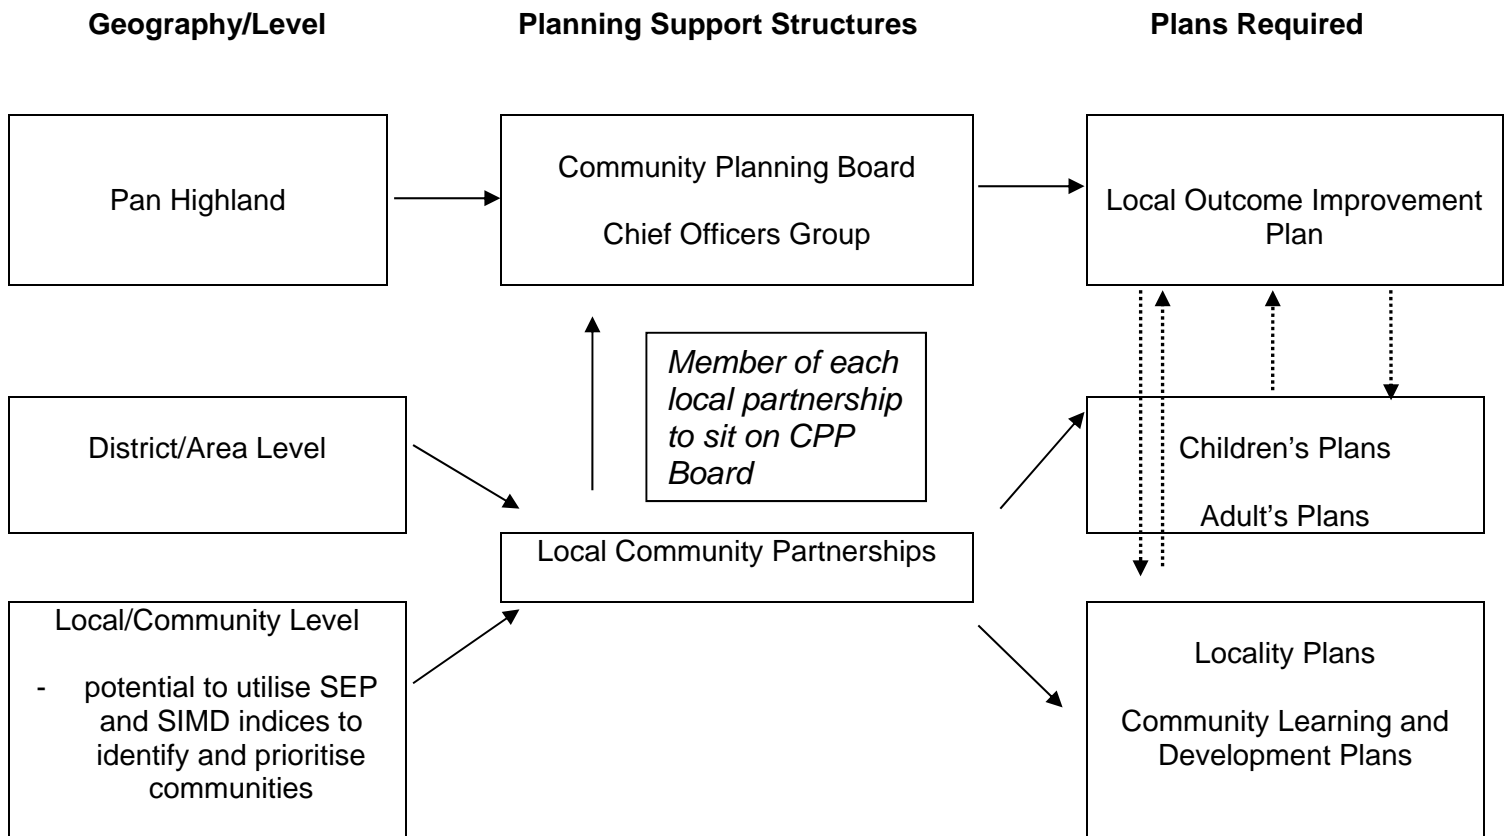 Geography/Level
Planning Support Structures
Plans Required
Pan Highland
Community Planning Board
Chief Officers Group
Local Outcome Improvement
Plan
Member of each
local partnership
to sit on CPP
Board
District/Area Level
Children’s Plans
Adult’s Plans
Local Community Partnerships
Local/Community Level
- potential to utilise SEP
and SIMD indices to
identify and prioritise
communities
Locality Plans
Community Learning and
Development Plans